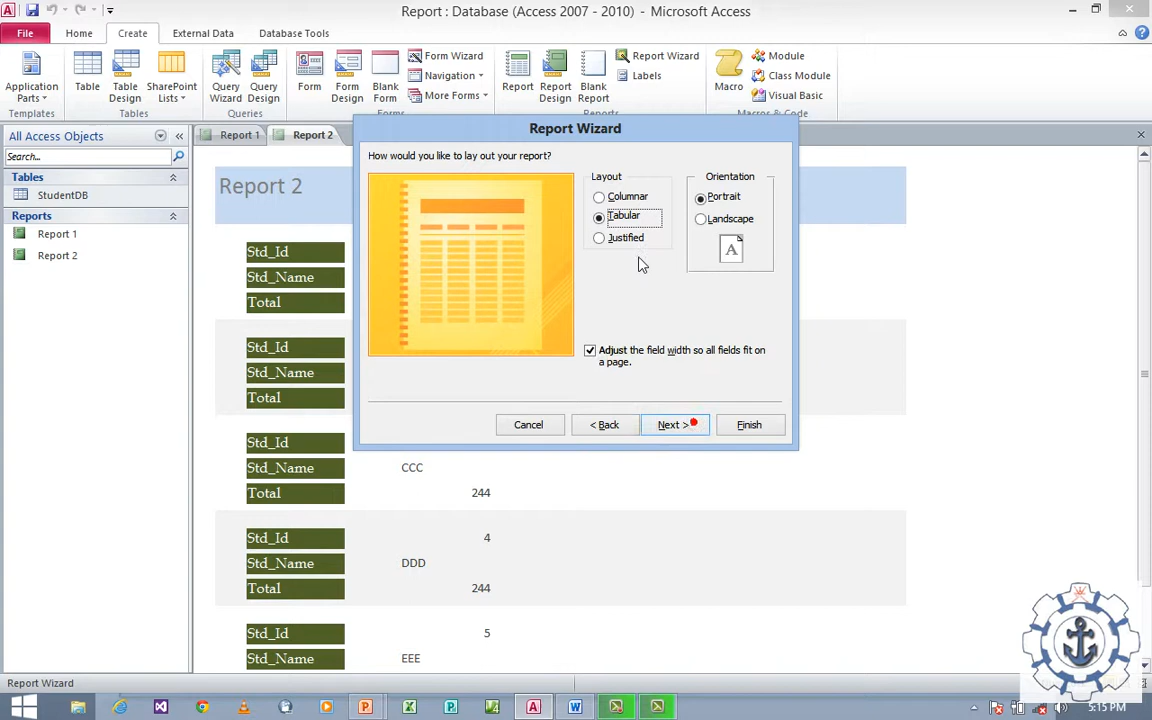 Report : Database (Access 2007 - 2010) - Microsoft Access
File Home Create External Data Database Tools
Application Parts Table Table Design SharePoint Lists Query Wizard Query Design Form Form Design Blank Form Form Wizard Navigation More Forms Report Report Design Blank Report Report Wizard Labels Macro Module Class Module Visual Basic
Templates Tables Queries Forms Reports Macros & Code
All Access Objects
Search...
Tables
StudentDB
Reports
Report 1
Report 2
Report 1 Report 2
Report 2
Std_Id
Std_Name
Total
Std_Id
Std_Name
Total
Std_Id
Std_Name CCC
Total 244
Std_Id 4
Std_Name DDD
Total 244
Std_Id 5
Std_Name EEE
Report Wizard
How would you like to lay out your report?
Layout
Columnar
Tabular
Justified
Orientation
Portrait
Landscape
A
Adjust the field width so all fields fit on
a page.
Cancel < Back Next > Finish
Report Wizard
5:15 PM